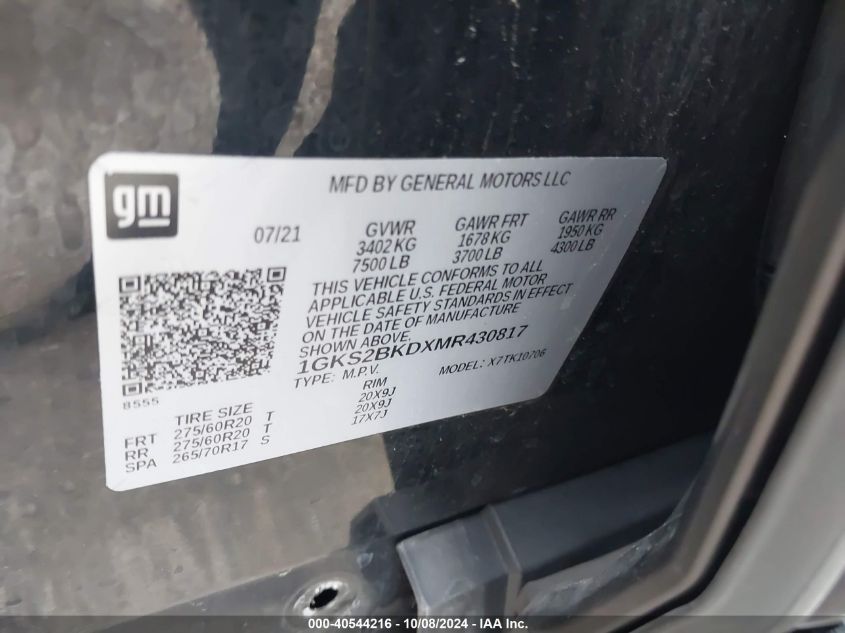 gm
MFD BY GENERAL MOTORS LLC
07/21 GVWR GAWR FRT GAWR RR
3402 KG 1678 KG 1950 KG
7500 LB 3700 LB 4300 LB
THIS VEHICLE CONFORMS TO ALL
APPLICABLE U.S. FEDERAL MOTOR
VEHICLE SAFETY STANDARDS IN EFFECT
ON THE DATE OF MANUFACTURE
SHOWN ABOVE.
1GKS2BKDXMR430817
TYPE: M.P.V. MODEL: X7TK10706
8555
TIRE SIZE RIM
FRT 275/60R20 T 20X9J
RR 275/60R20 T 20X9J
SPA 265/70R17 S 17X7J
000-40544216 - 10/08/2024 - IAA Inc.